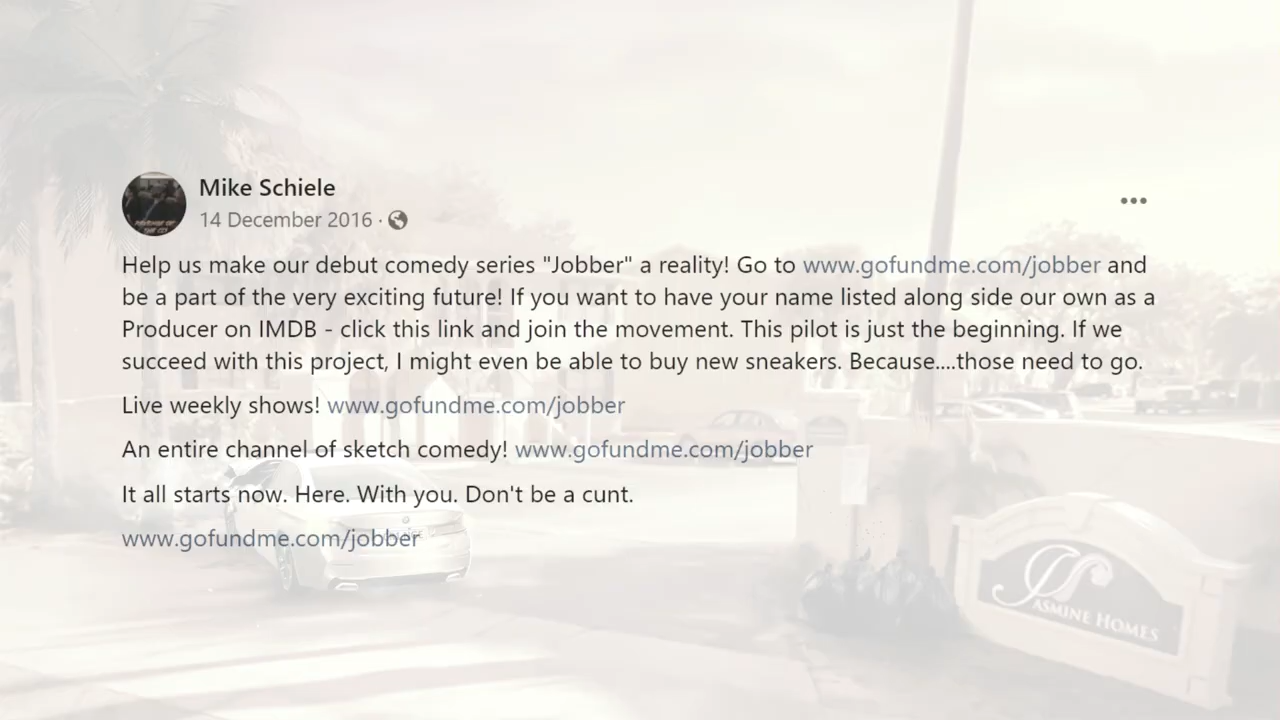 Mike Schiele
14 December 2016 ·
Help us make our debut comedy series "Jobber" a reality! Go to www.gofundme.com/jobber and
be a part of the very exciting future! If you want to have your name listed along side our own as a
Producer on IMDB - click this link and join the movement. This pilot is just the beginning. If we
succeed with this project, I might even be able to buy new sneakers. Because....those need to go.
Live weekly shows! www.gofundme.com/jobber
An entire channel of sketch comedy! www.gofundme.com/jobber
It all starts now. Here. With you. Don't be a cunt.
www.gofundme.com/jobber
JASMINE HOMES